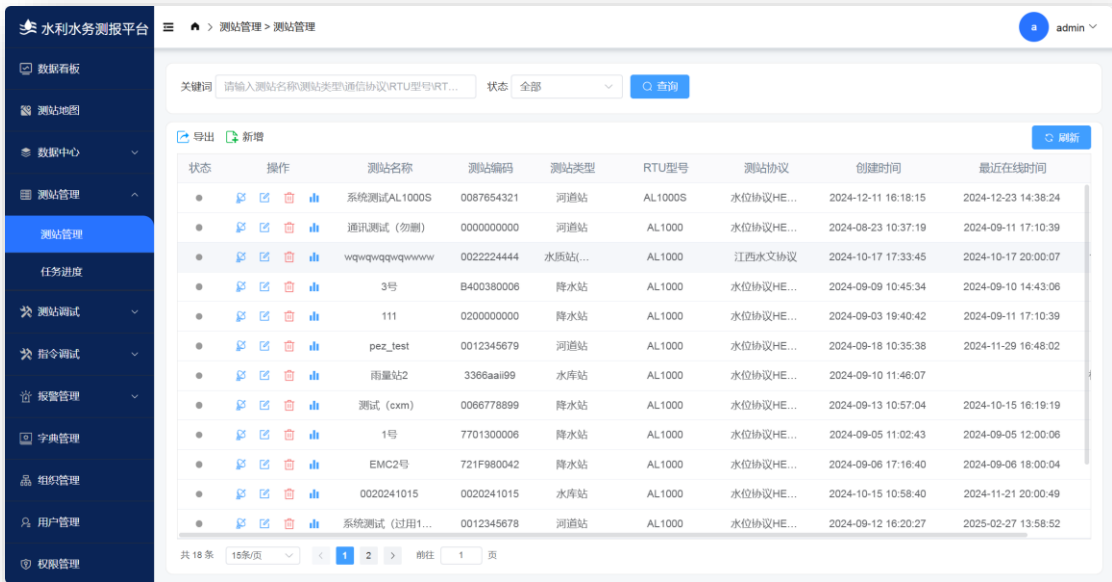 水利水务测报平台
测站管理 > 测站管理
a
admin
数据看板
测站地图
数据中心
测站管理
测站管理
任务进度
测站调试
指令调试
报警管理
字典管理
组织管理
用户管理
权限管理
关键词 请输入测站名称\测站类型\通信协议\RTU型号\RT... 状态 全部 查询
导出 新增 刷新
状态 操作 测站名称 测站编码 测站类型 RTU型号 测站协议 创建时间 最近在线时间
系统测试AL1000S 0087654321 河道站 AL1000S 水位协议HE... 2024-12-11 16:18:15 2024-12-23 14:38:24
通讯测试（勿删） 0000000000 河道站 AL1000 水位协议HE... 2024-08-23 10:37:19 2024-09-11 17:10:39
wqwqwqqwqwwww 0022224444 水质站(... AL1000 江西水文协议 2024-10-17 17:33:45 2024-10-17 20:00:07
3号 B400380006 降水站 AL1000 水位协议HE... 2024-09-09 10:45:34 2024-09-10 14:43:06
111 0200000000 降水站 AL1000 水位协议HE... 2024-09-03 19:40:42 2024-09-11 17:10:39
pez_test 0012345679 河道站 AL1000 水位协议HE... 2024-09-18 10:35:38 2024-11-29 16:48:02
雨量站2 3366aaii99 水库站 AL1000 水位协议HE... 2024-09-10 11:46:07
测试（cxm） 0066778899 降水站 AL1000 水位协议HE... 2024-09-13 10:57:04 2024-10-15 16:19:19
1号 7701300006 降水站 AL1000 水位协议HE... 2024-09-05 11:02:43 2024-09-05 12:00:06
EMC2号 721F980042 降水站 AL1000 水位协议HE... 2024-09-06 17:16:40 2024-09-06 18:00:04
0020241015 0020241015 水库站 AL1000 水位协议HE... 2024-10-15 10:58:40 2024-11-21 20:00:49
系统测试（过用1... 0012345678 河道站 AL1000 水位协议HE... 2024-09-12 16:20:27 2025-02-27 13:58:52
共 18 条 15条/页 < 1 2 > 前往 1 页